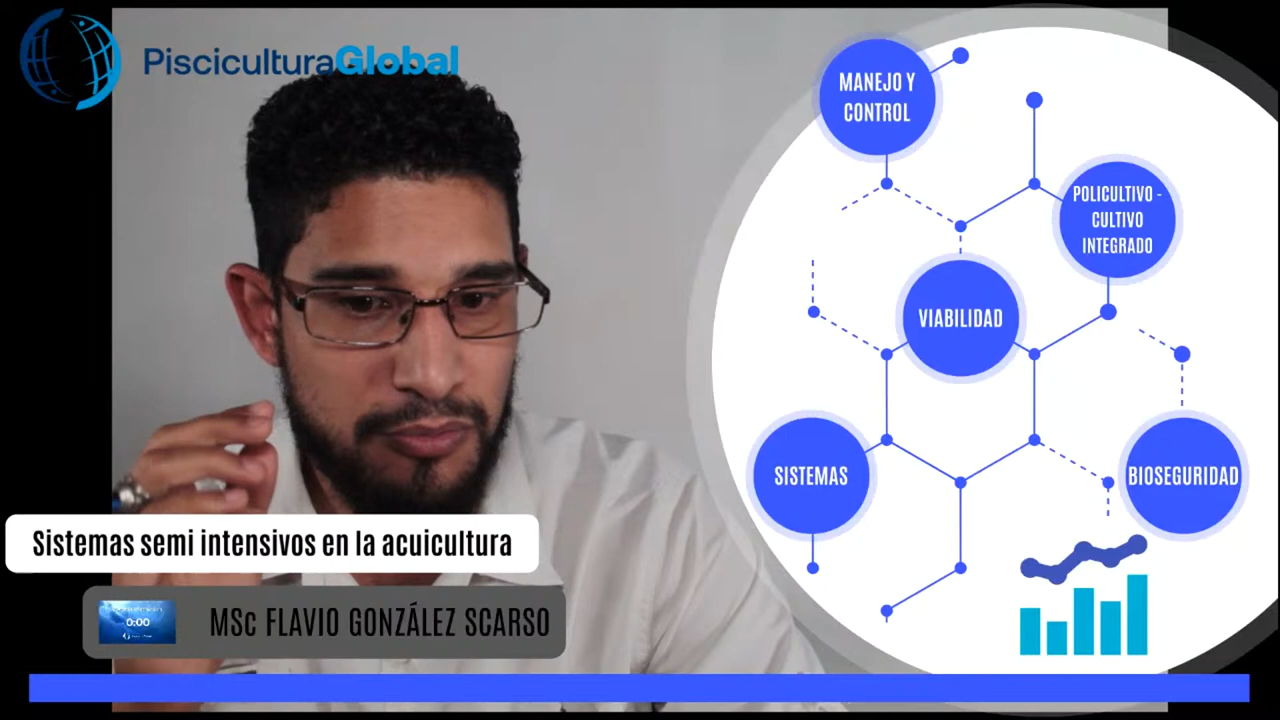 PisciculturaGlobal
MANEJO Y
CONTROL
POLICULTIVO -
CULTIVO
INTEGRADO
VIABILIDAD
SISTEMAS
BIOSEGURIDAD
Sistemas semi intensivos en la acuicultura
0:00
MSc FLAVIO GONZÁLEZ SCARSO